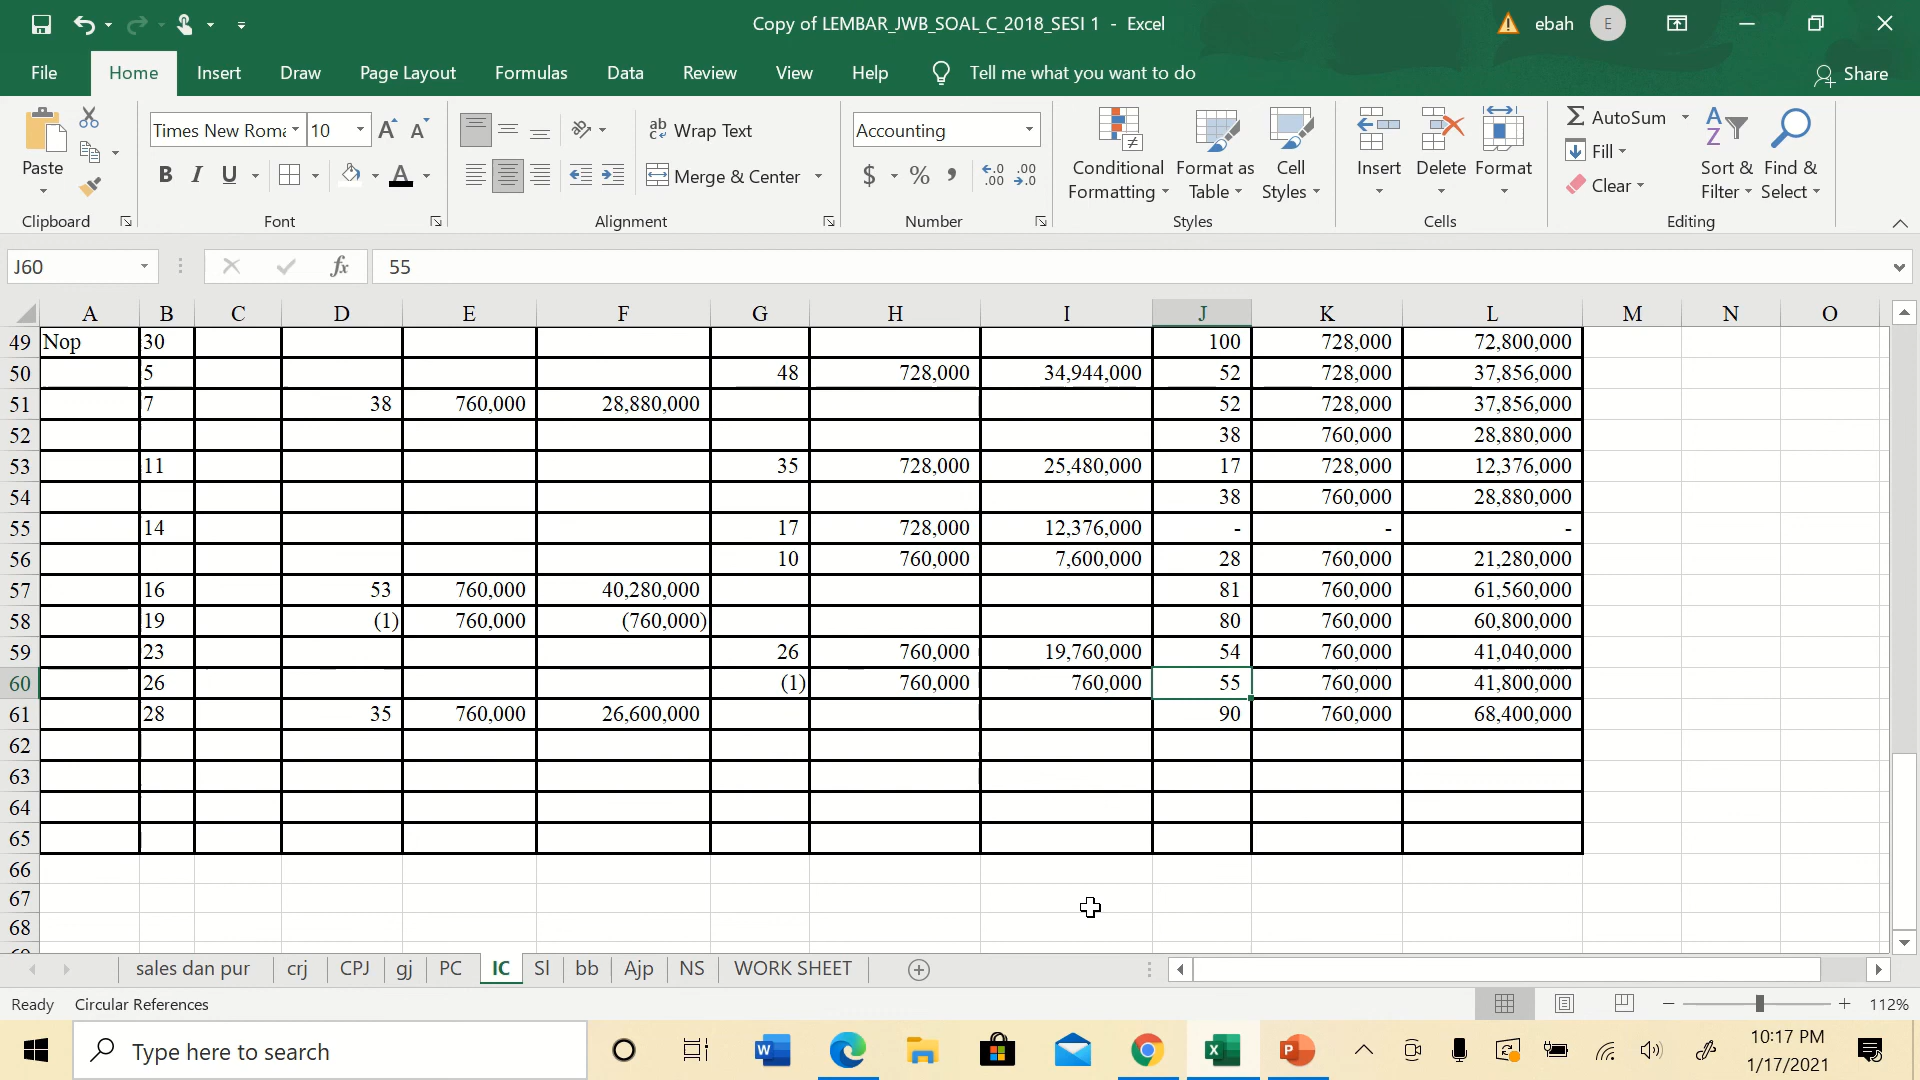 Copy of LEMBAR_JWB_SOAL_C_2018_SESI 1 - Excel
ebah E
File Home Insert Draw Page Layout Formulas Data Review View Help Tell me what you want to do Share
Paste
Clipboard
Times New Roma 10
B I U A
Font
Wrap Text
Merge & Center
Alignment
Accounting
$ % ,
Number
Conditional Formatting
Format as Table
Cell Styles
Styles
Insert Delete Format
Cells
AutoSum
Fill
Clear
Sort & Filter
Find & Select
Editing
J60 fx 55
A B C D E F G H I J K L M N O
49 Nop 30 100 728,000 72,800,000
50 5 48 728,000 34,944,000 52 728,000 37,856,000
51 7 38 760,000 28,880,000 52 728,000 37,856,000
52 38 760,000 28,880,000
53 11 35 728,000 25,480,000 17 728,000 12,376,000
54 38 760,000 28,880,000
55 14 17 728,000 12,376,000 - - -
56 10 760,000 7,600,000 28 760,000 21,280,000
57 16 53 760,000 40,280,000 81 760,000 61,560,000
58 19 (1) 760,000 (760,000) 80 760,000 60,800,000
59 23 26 760,000 19,760,000 54 760,000 41,040,000
60 26 (1) 760,000 760,000 55 760,000 41,800,000
61 28 35 760,000 26,600,000 90 760,000 68,400,000
62
63
64
65
66
67
68
sales dan pur crj CPJ gj PC IC Sl bb Ajp NS WORK SHEET
Ready Circular References 112%
Type here to search
10:17 PM
1/17/2021